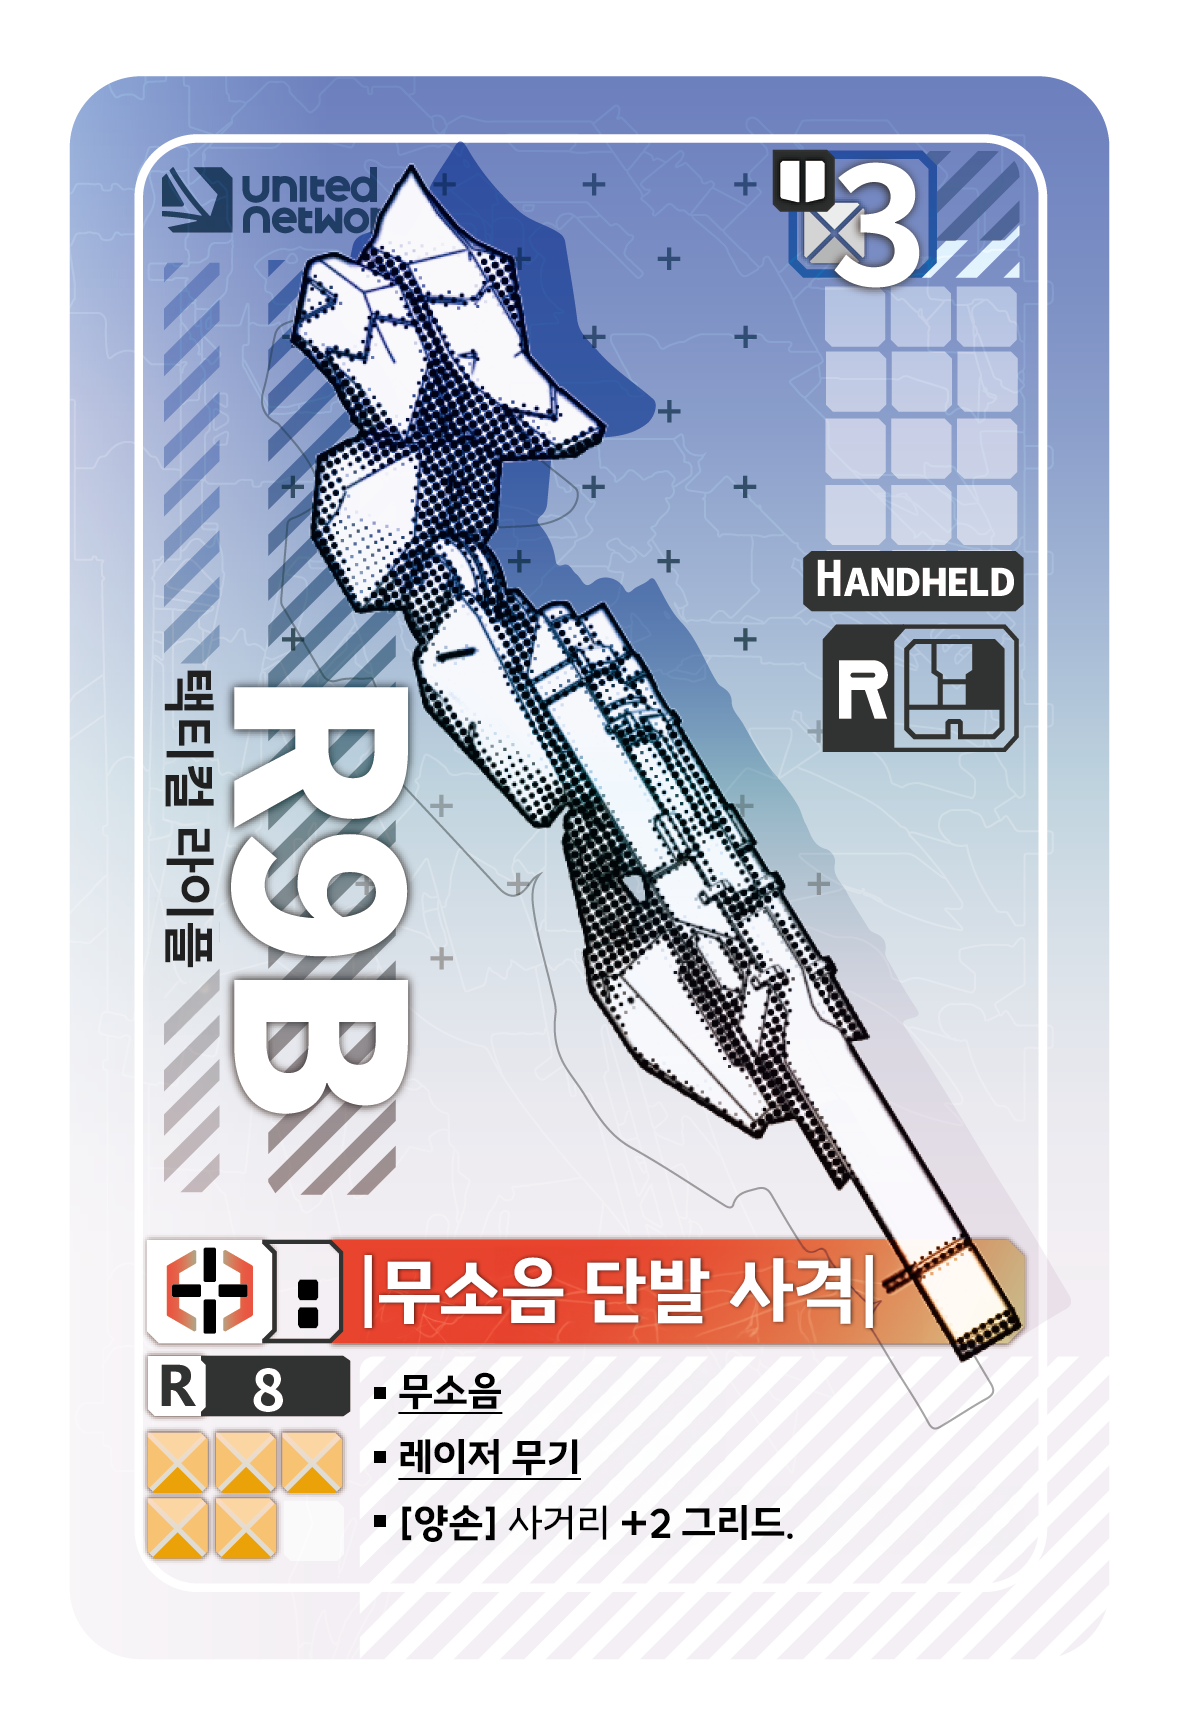 united
networ
3
HANDHELD
R
택티컬 라이플
R9B
|무소음 단발 사격|
R 8
▪ 무소음
▪ 레이저 무기
▪ [양손] 사거리 +2 그리드.